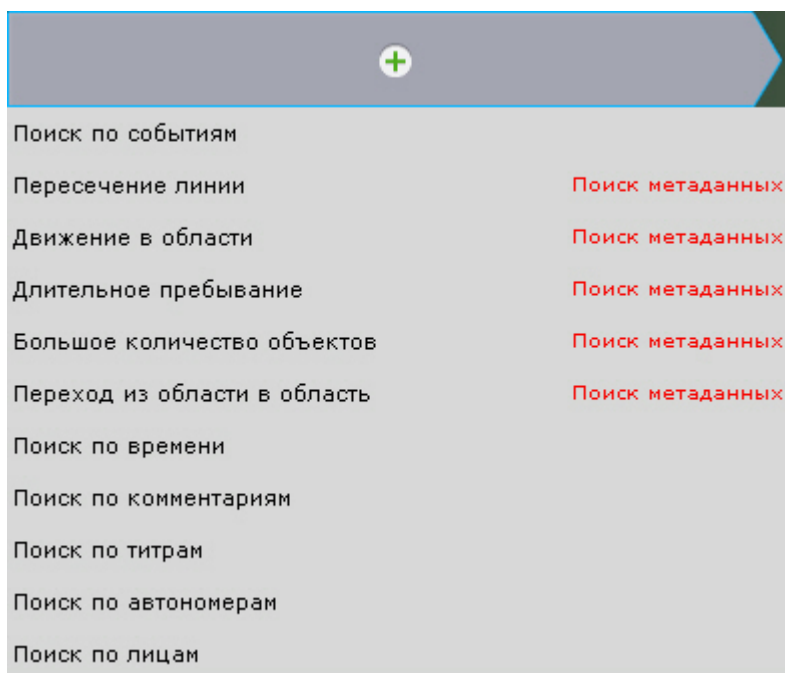 Поиск по событиям
Пересечение линии Поиск метаданных
Движение в области Поиск метаданных
Длительное пребывание Поиск метаданных
Большое количество объектов Поиск метаданных
Переход из области в область Поиск метаданных
Поиск по времени
Поиск по комментариям
Поиск по титрам
Поиск по автономерам
Поиск по лицам